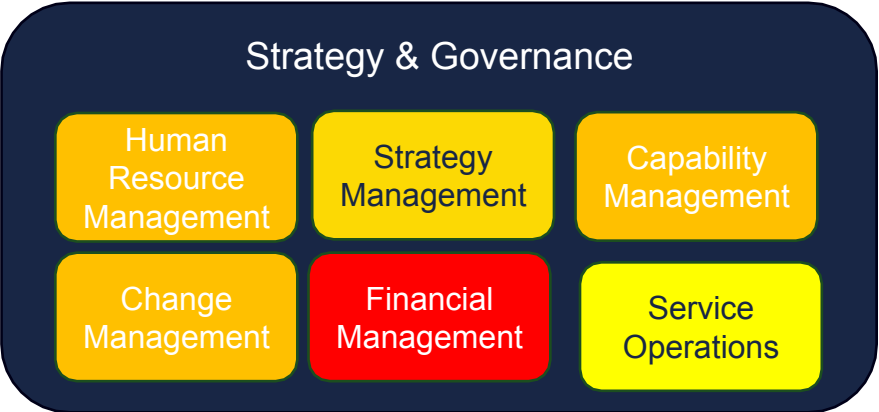 Strategy & Governance
Human
Resource
Management
Strategy
Management
Capability
Management
Change
Management
Financial
Management
Service
Operations